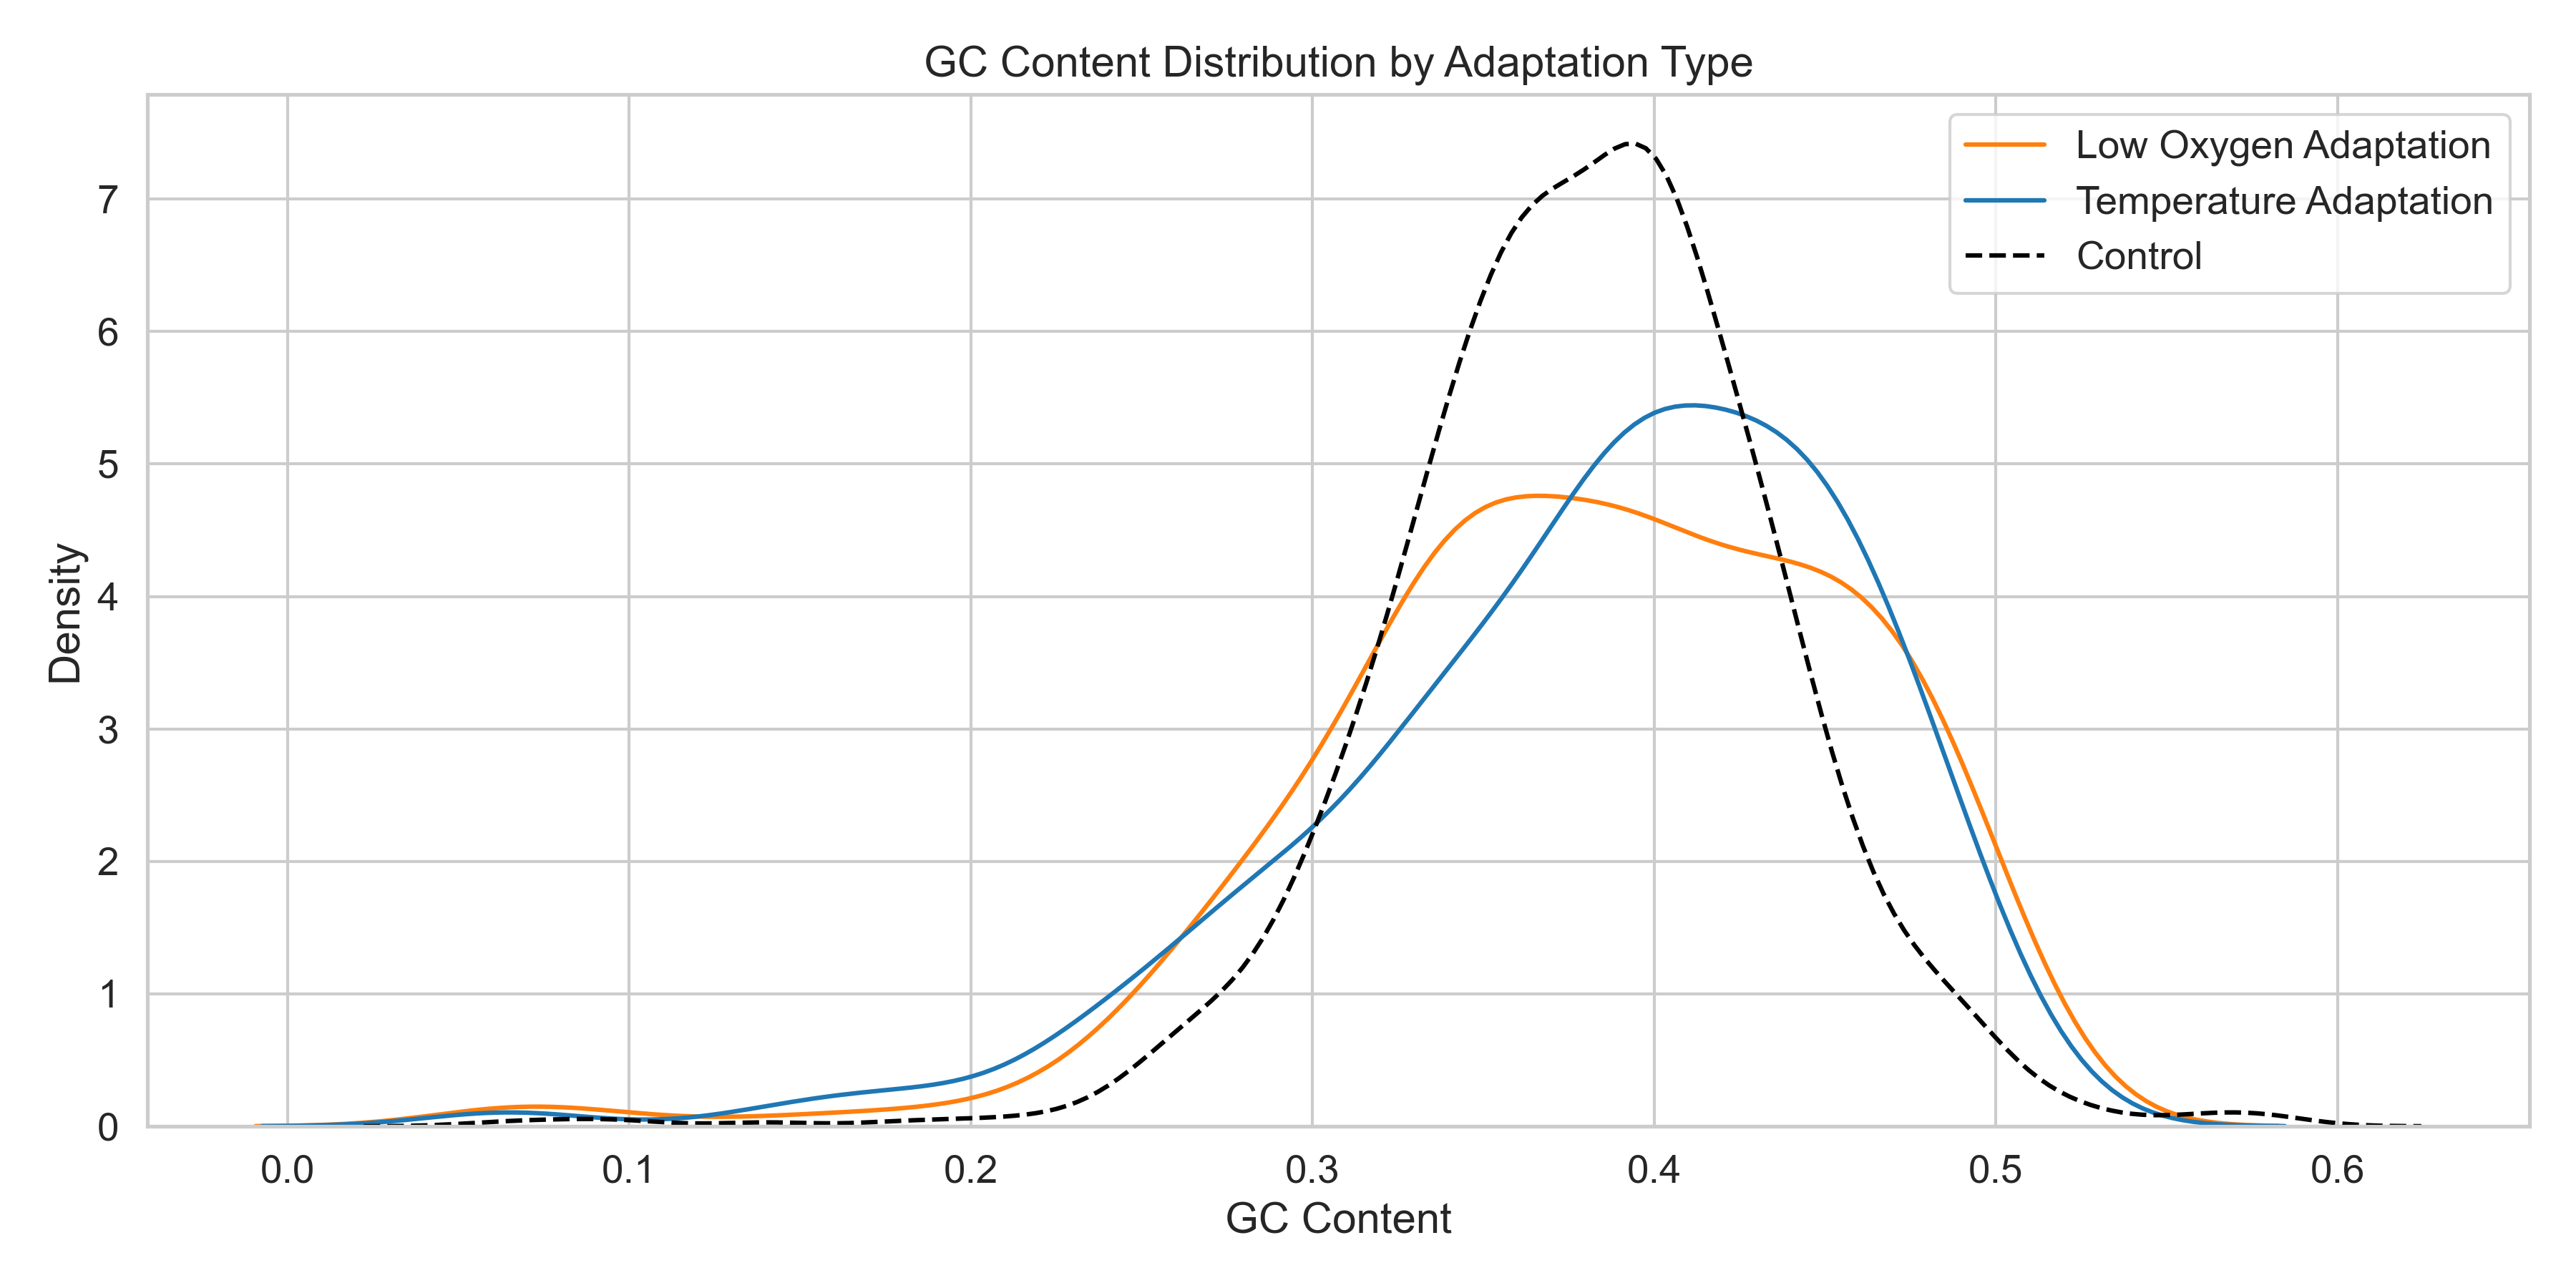 GC Content Distribution by Adaptation Type
Low Oxygen Adaptation
Temperature Adaptation
Control
Density
7
6
5
4
3
2
1
0
0.0 0.1 0.2 0.3 0.4 0.5 0.6
GC Content